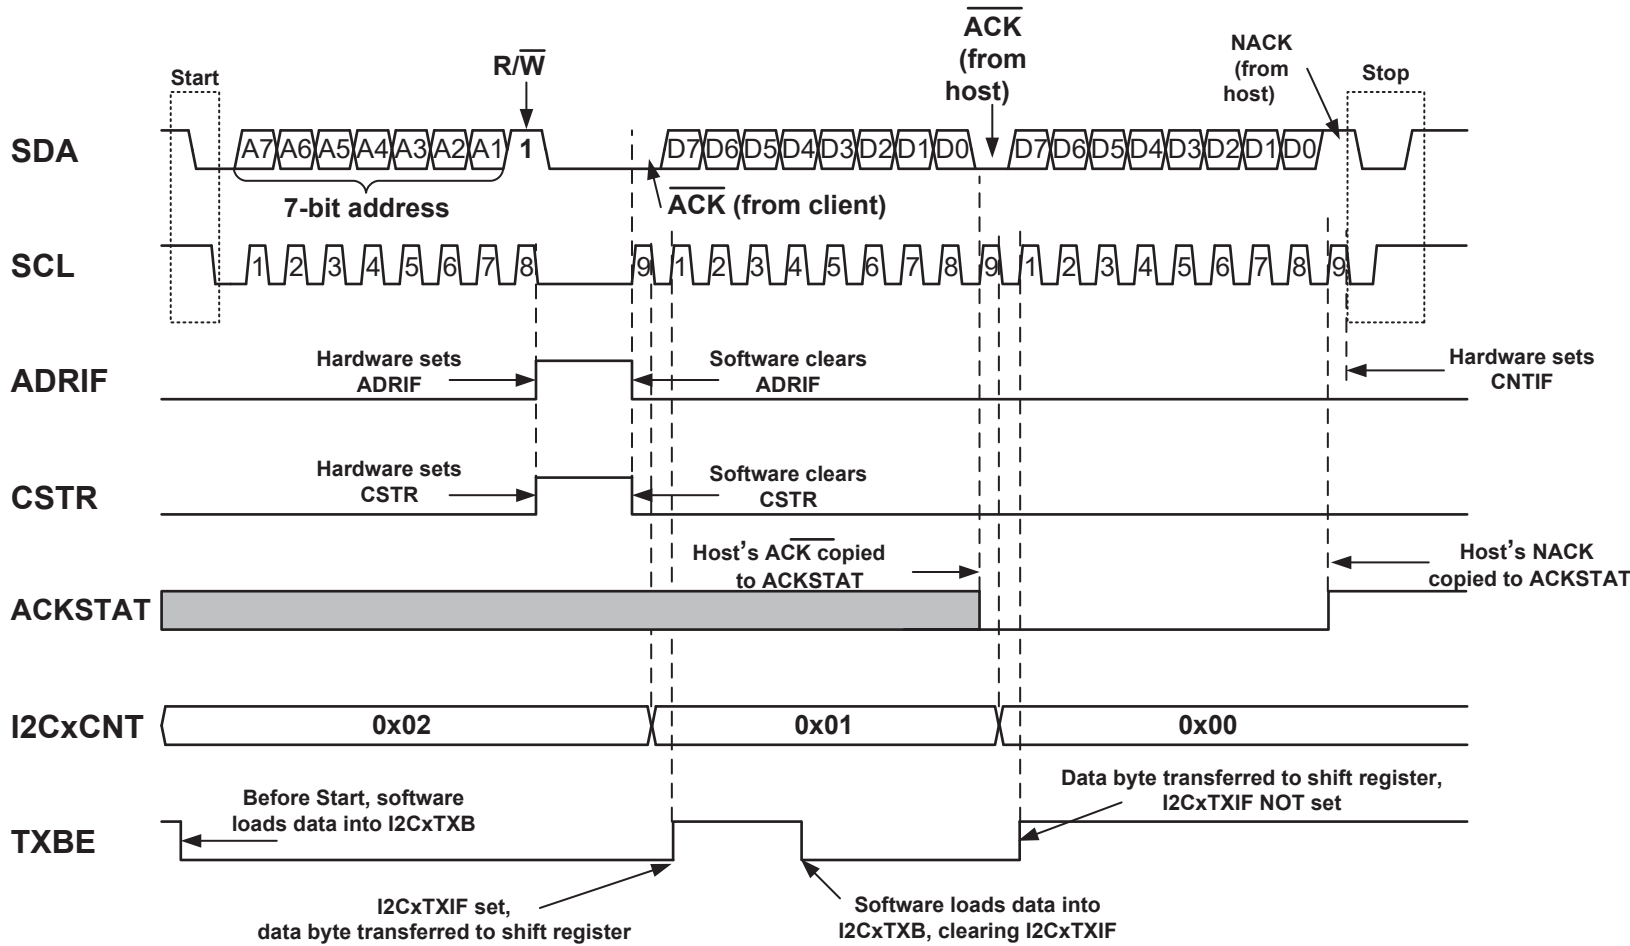 ACK
(from
host)
NACK
(from
host)
Start
R/W
Stop
SDA
A7 A6 A5 A4 A3 A2 A1 1 D7 D6 D5 D4 D3 D2 D1 D0 D7 D6 D5 D4 D3 D2 D1 D0
7-bit address
ACK (from client)
SCL
1 2 3 4 5 6 7 8 9 1 2 3 4 5 6 7 8 9 1 2 3 4 5 6 7 8 9
ADRIF
Hardware sets
ADRIF
Software clears
ADRIF
Hardware sets
CNTIF
CSTR
Hardware sets
CSTR
Software clears
CSTR
Host's ACK copied
to ACKSTAT
Host's NACK
copied to ACKSTAT
ACKSTAT
I2CxCNT
0x02 0x01 0x00
TXBE
Before Start, software
loads data into I2CxTXB
Data byte transferred to shift register,
I2CxTXIF NOT set
I2CxTXIF set,
data byte transferred to shift register
Software loads data into
I2CxTXB, clearing I2CxTXIF